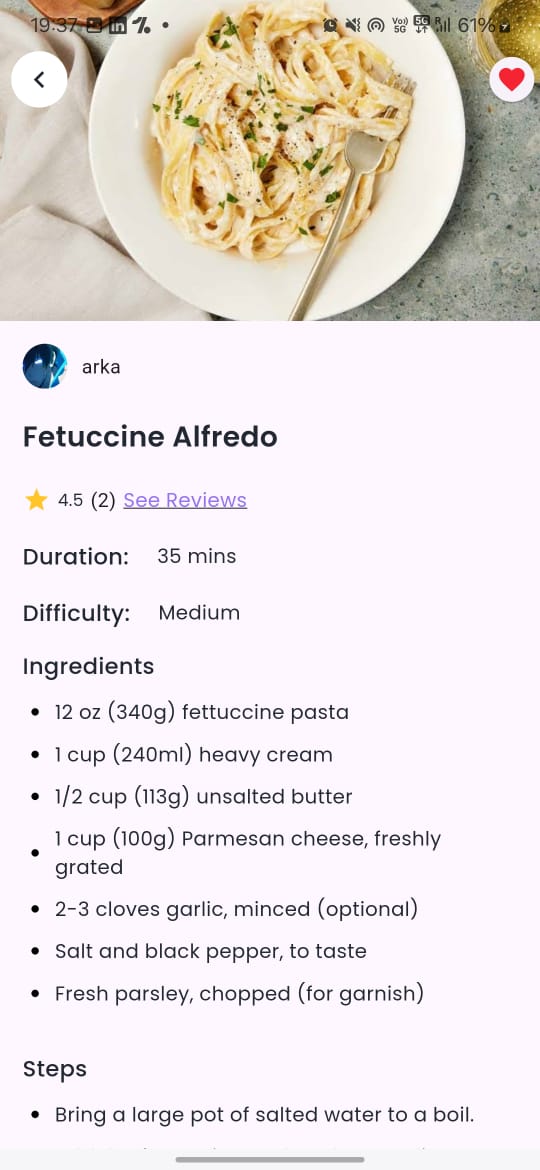 19:37
Vo) 5G
5G
R
61%
arka
Fetuccine Alfredo
4.5 (2) See Reviews
Duration: 35 mins
Difficulty: Medium
Ingredients
12 oz (340g) fettuccine pasta
1 cup (240ml) heavy cream
1/2 cup (113g) unsalted butter
1 cup (100g) Parmesan cheese, freshly
grated
2-3 cloves garlic, minced (optional)
Salt and black pepper, to taste
Fresh parsley, chopped (for garnish)
Steps
Bring a large pot of salted water to a boil.